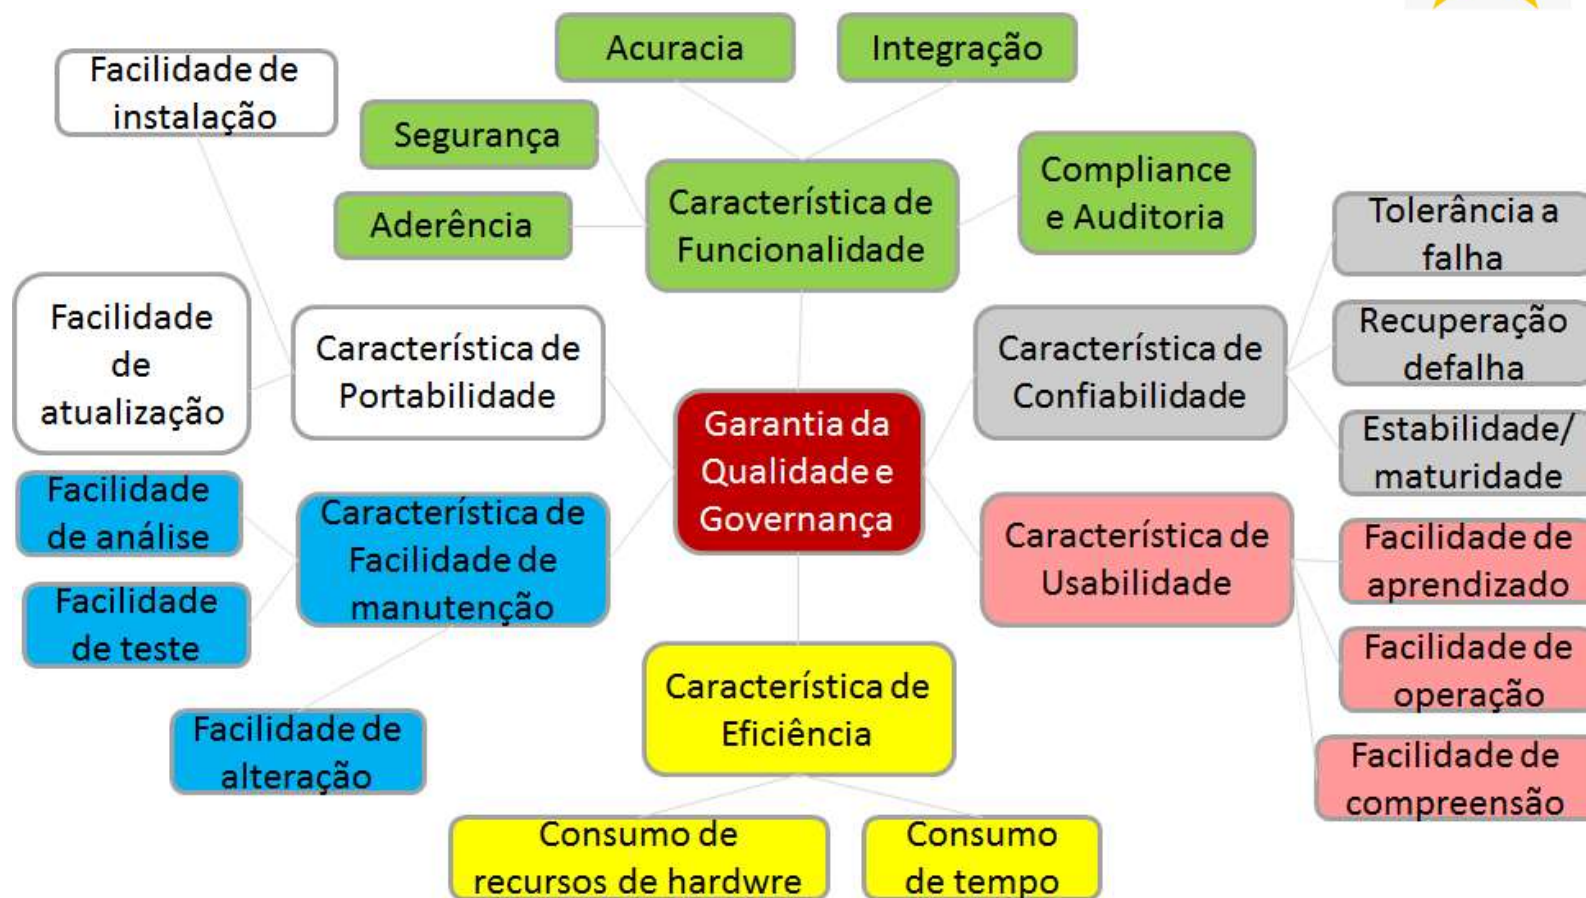 Acuracia
Integração
Facilidade de
instalação
Segurança
Compliance
e Auditoria
Característica de
Funcionalidade
Aderência
Tolerância a
falha
Facilidade
de
atualização
Característica de
Portabilidade
Característica de
Confiabilidade
Recuperação
defalha
Garantia da
Qualidade e
Governança
Estabilidade/
maturidade
Facilidade
de análise
Característica de
Facilidade de
manutenção
Característica de
Usabilidade
Facilidade de
aprendizado
Facilidade
de teste
Facilidade de
operação
Característica de
Eficiência
Facilidade de
alteração
Facilidade de
compreensão
Consumo de
recursos de hardwre
Consumo
de tempo